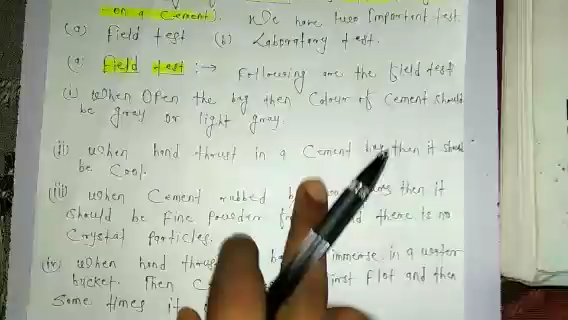 on a cement). We have two Important test
(a) field test (b) Laboratory test.
(a) field test :→ Following are the field test
(i) When Open the bag then Colour of Cement should
be gray or light gray
(ii) When hand thrust in a Cement bag then it should
be Cool.
(iii) When Cement rubbed then it
should be fine powder and there is no
Crystal Particles.
(iv) When hand immerse in a water
bucket. Then first flot and then
Some times it